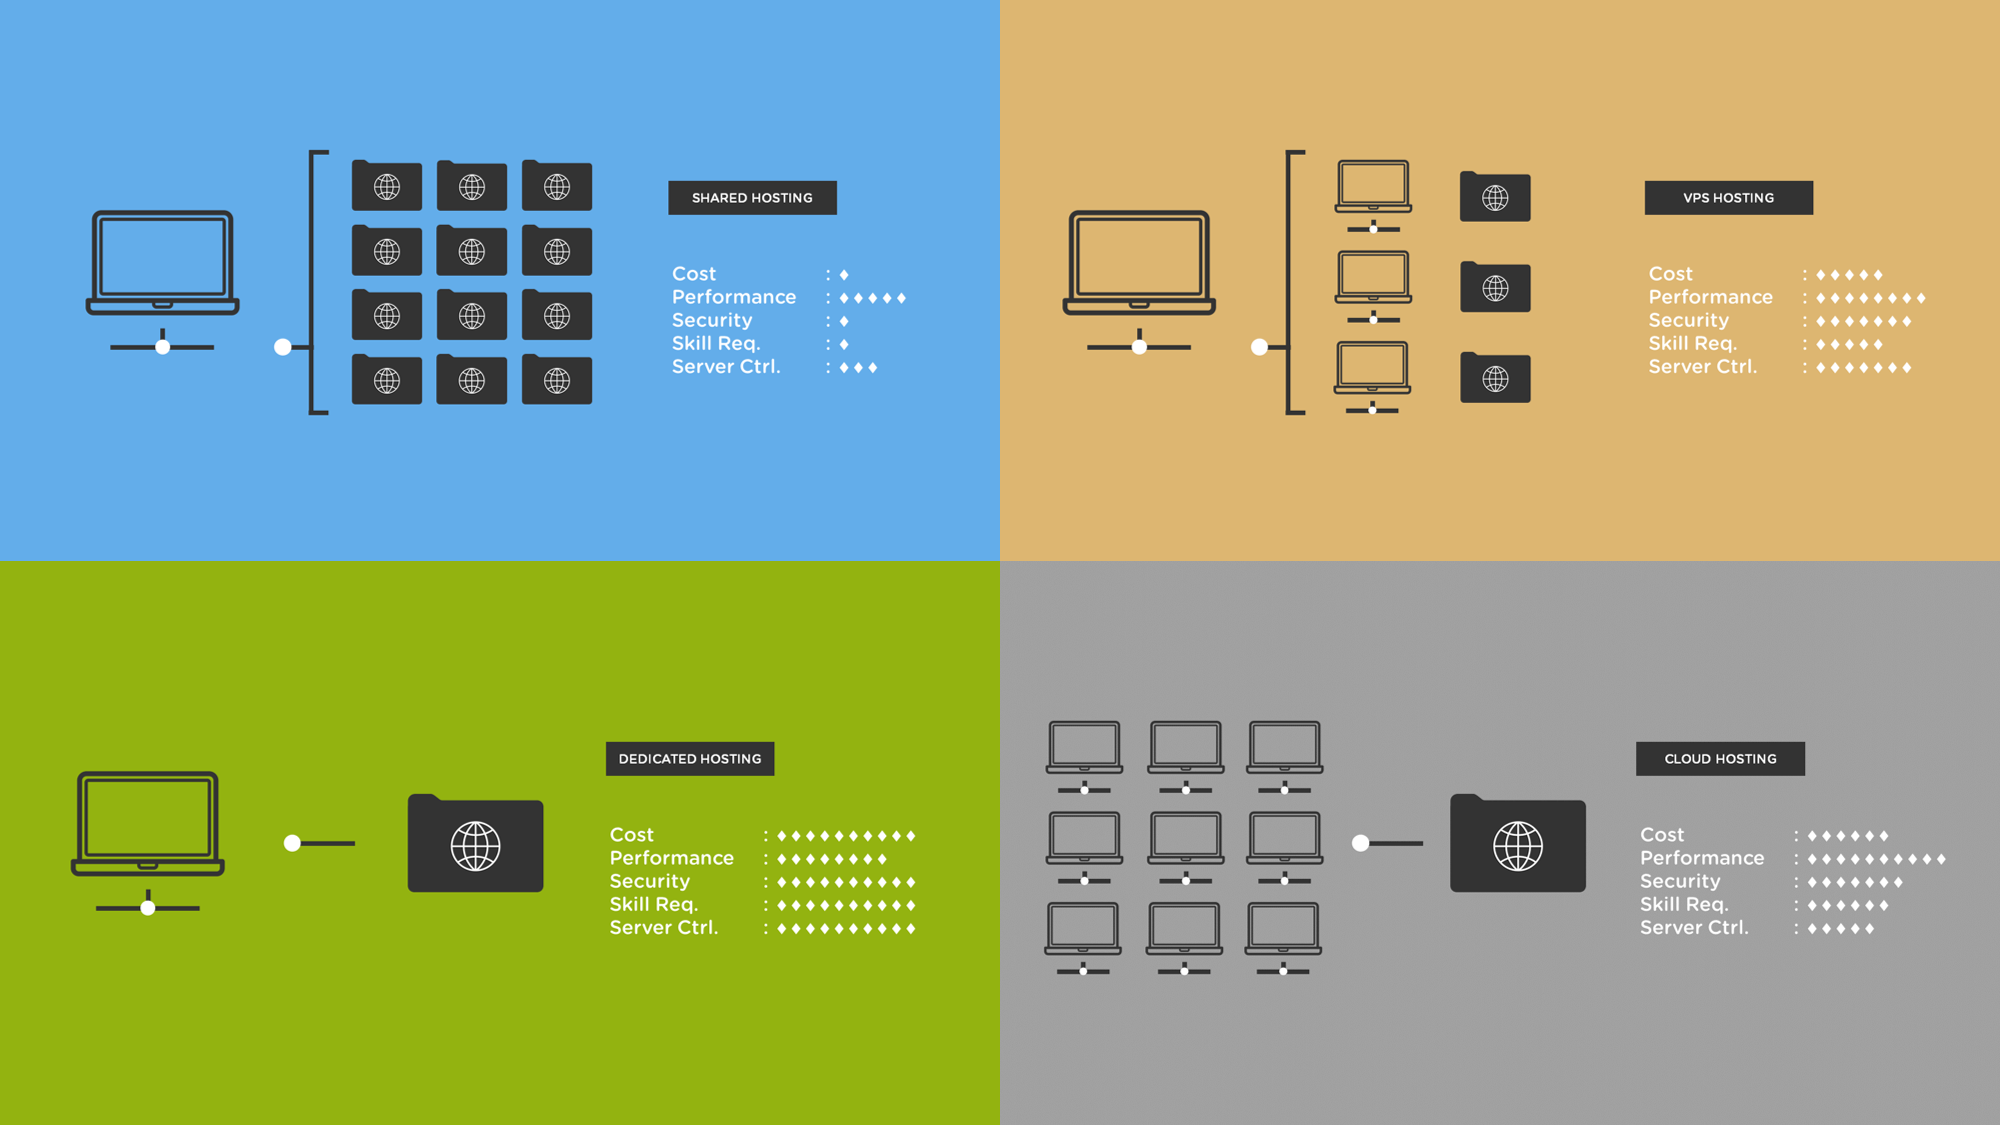 SHARED HOSTING
Cost : ♦
Performance : ♦♦♦♦♦
Security : ♦
Skill Req. : ♦
Server Ctrl. : ♦♦♦
VPS HOSTING
Cost : ♦♦♦♦♦
Performance : ♦♦♦♦♦♦♦♦
Security : ♦♦♦♦♦♦♦
Skill Req. : ♦♦♦♦♦
Server Ctrl. : ♦♦♦♦♦♦♦
DEDICATED HOSTING
Cost : ♦♦♦♦♦♦♦♦♦♦
Performance : ♦♦♦♦♦♦♦♦
Security : ♦♦♦♦♦♦♦♦♦♦
Skill Req. : ♦♦♦♦♦♦♦♦♦♦
Server Ctrl. : ♦♦♦♦♦♦♦♦♦♦
CLOUD HOSTING
Cost : ♦♦♦♦♦♦
Performance : ♦♦♦♦♦♦♦♦♦♦
Security : ♦♦♦♦♦♦♦
Skill Req. : ♦♦♦♦♦♦
Server Ctrl. : ♦♦♦♦♦